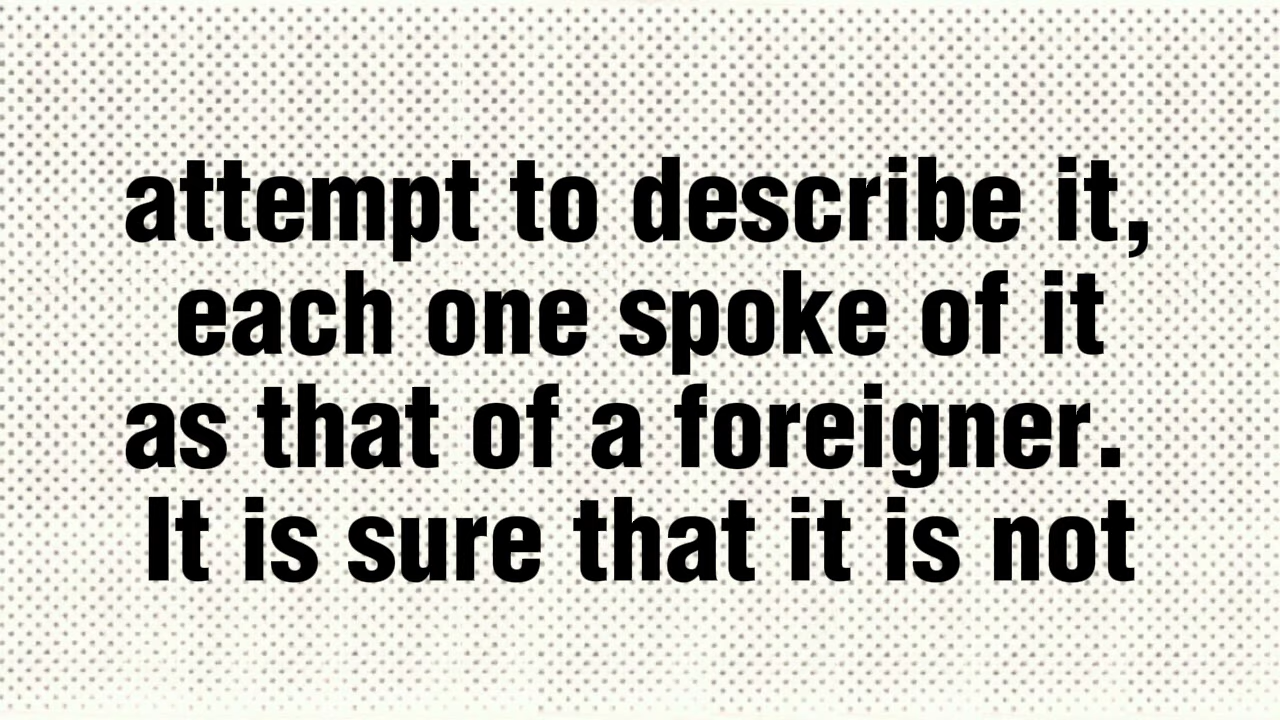 attempt to describe it,
each one spoke of it
as that of a foreigner.
It is sure that it is not